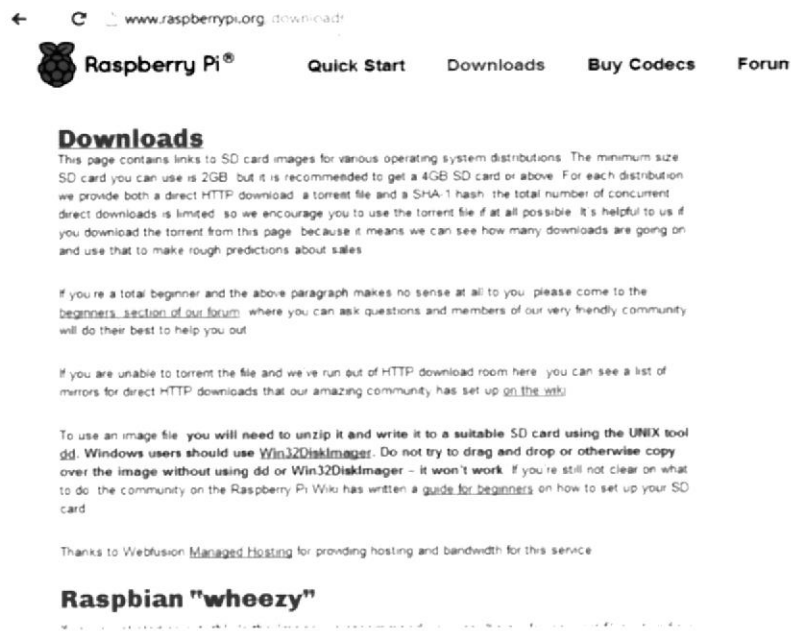 www.raspberrypi.org/downloads
Raspberry Pi® Quick Start Downloads Buy Codecs Forun
Downloads
This page contains links to SD card images for various operating system distributions The minimum size
SD card you can use is 2GB but it is recommended to get a 4GB SD card or above For each distribution
we provide both a direct HTTP download a torrent file and a SHA-1 hash the total number of concurrent
direct downloads is limited so we encourage you to use the torrent file if at all possible It's helpful to us if
you download the torrent from this page because it means we can see how many downloads are going on
and use that to make rough predictions about sales
If you re a total beginner and the above paragraph makes no sense at all to you please come to the
beginners section of our forum where you can ask questions and members of our very friendly community
will do their best to help you out
If you are unable to torrent the file and we ve run out of HTTP download room here you can see a list of
mirrors for direct HTTP downloads that our amazing community has set up on the wiki
To use an image file you will need to unzip it and write it to a suitable SD card using the UNIX tool
dd. Windows users should use Win32DiskImager. Do not try to drag and drop or otherwise copy
over the image without using dd or Win32DiskImager – it won't work If you're still not clear on what
to do the community on the Raspberry Pi Wiki has written a guide for beginners on how to set up your SD
card
Thanks to Webfusion Managed Hosting for providing hosting and bandwidth for this service
Raspbian "wheezy"